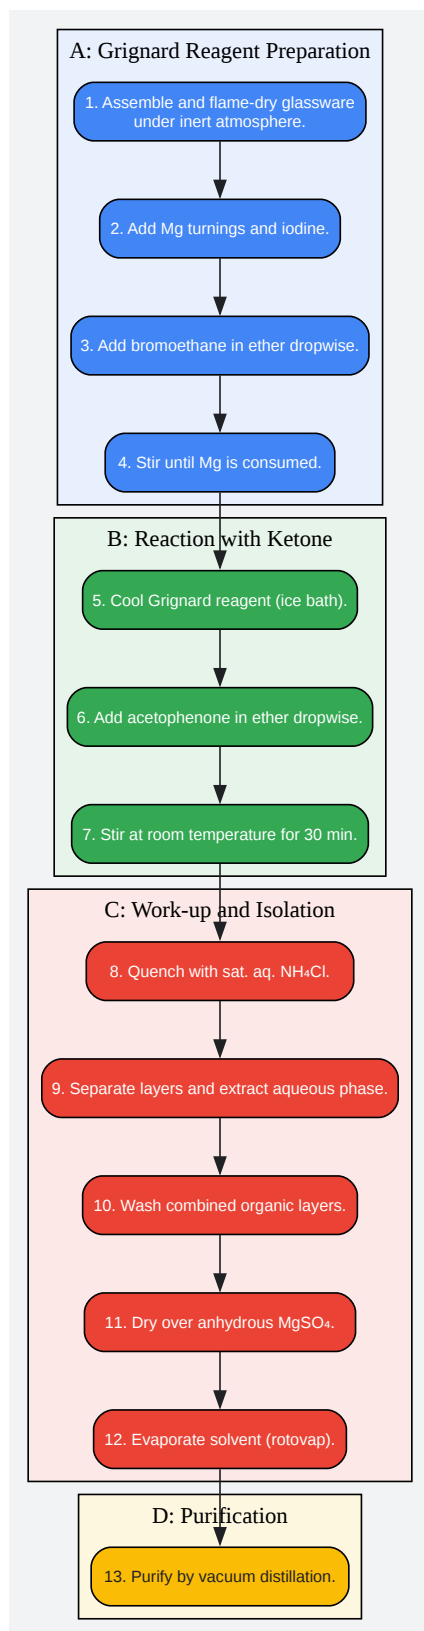 A: Grignard Reagent Preparation
1. Assemble and flame-dry glassware
under inert atmosphere.
2. Add Mg turnings and iodine.
3. Add bromoethane in ether dropwise.
4. Stir until Mg is consumed.
B: Reaction with Ketone
5. Cool Grignard reagent (ice bath).
6. Add acetophenone in ether dropwise.
7. Stir at room temperature for 30 min.
C: Work-up and Isolation
8. Quench with sat. aq. NH₄Cl.
9. Separate layers and extract aqueous phase.
10. Wash combined organic layers.
11. Dry over anhydrous MgSO₄.
12. Evaporate solvent (rotovap).
D: Purification
13. Purify by vacuum distillation.